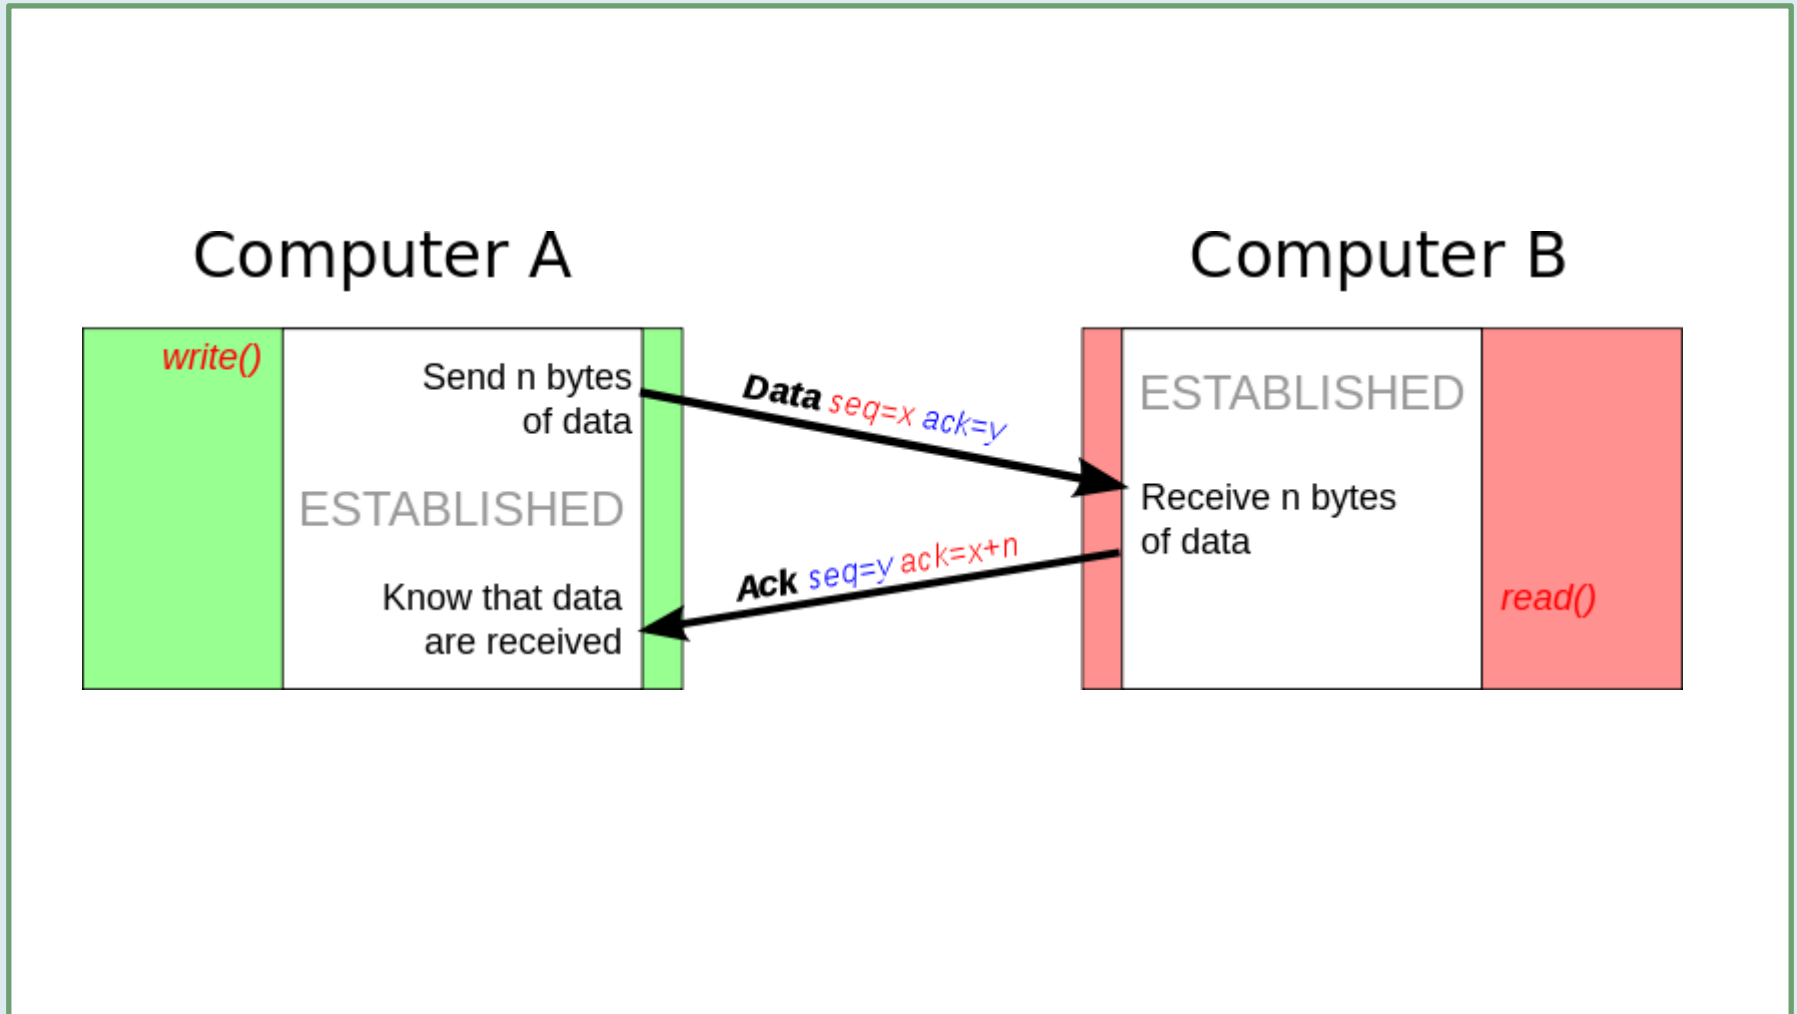 Computer A
Computer B
write()
Send n bytes
of data
ESTABLISHED
Know that data
are received
Data seq=x ack=y
Ack seq=y ack=x+n
ESTABLISHED
Receive n bytes
of data
read()